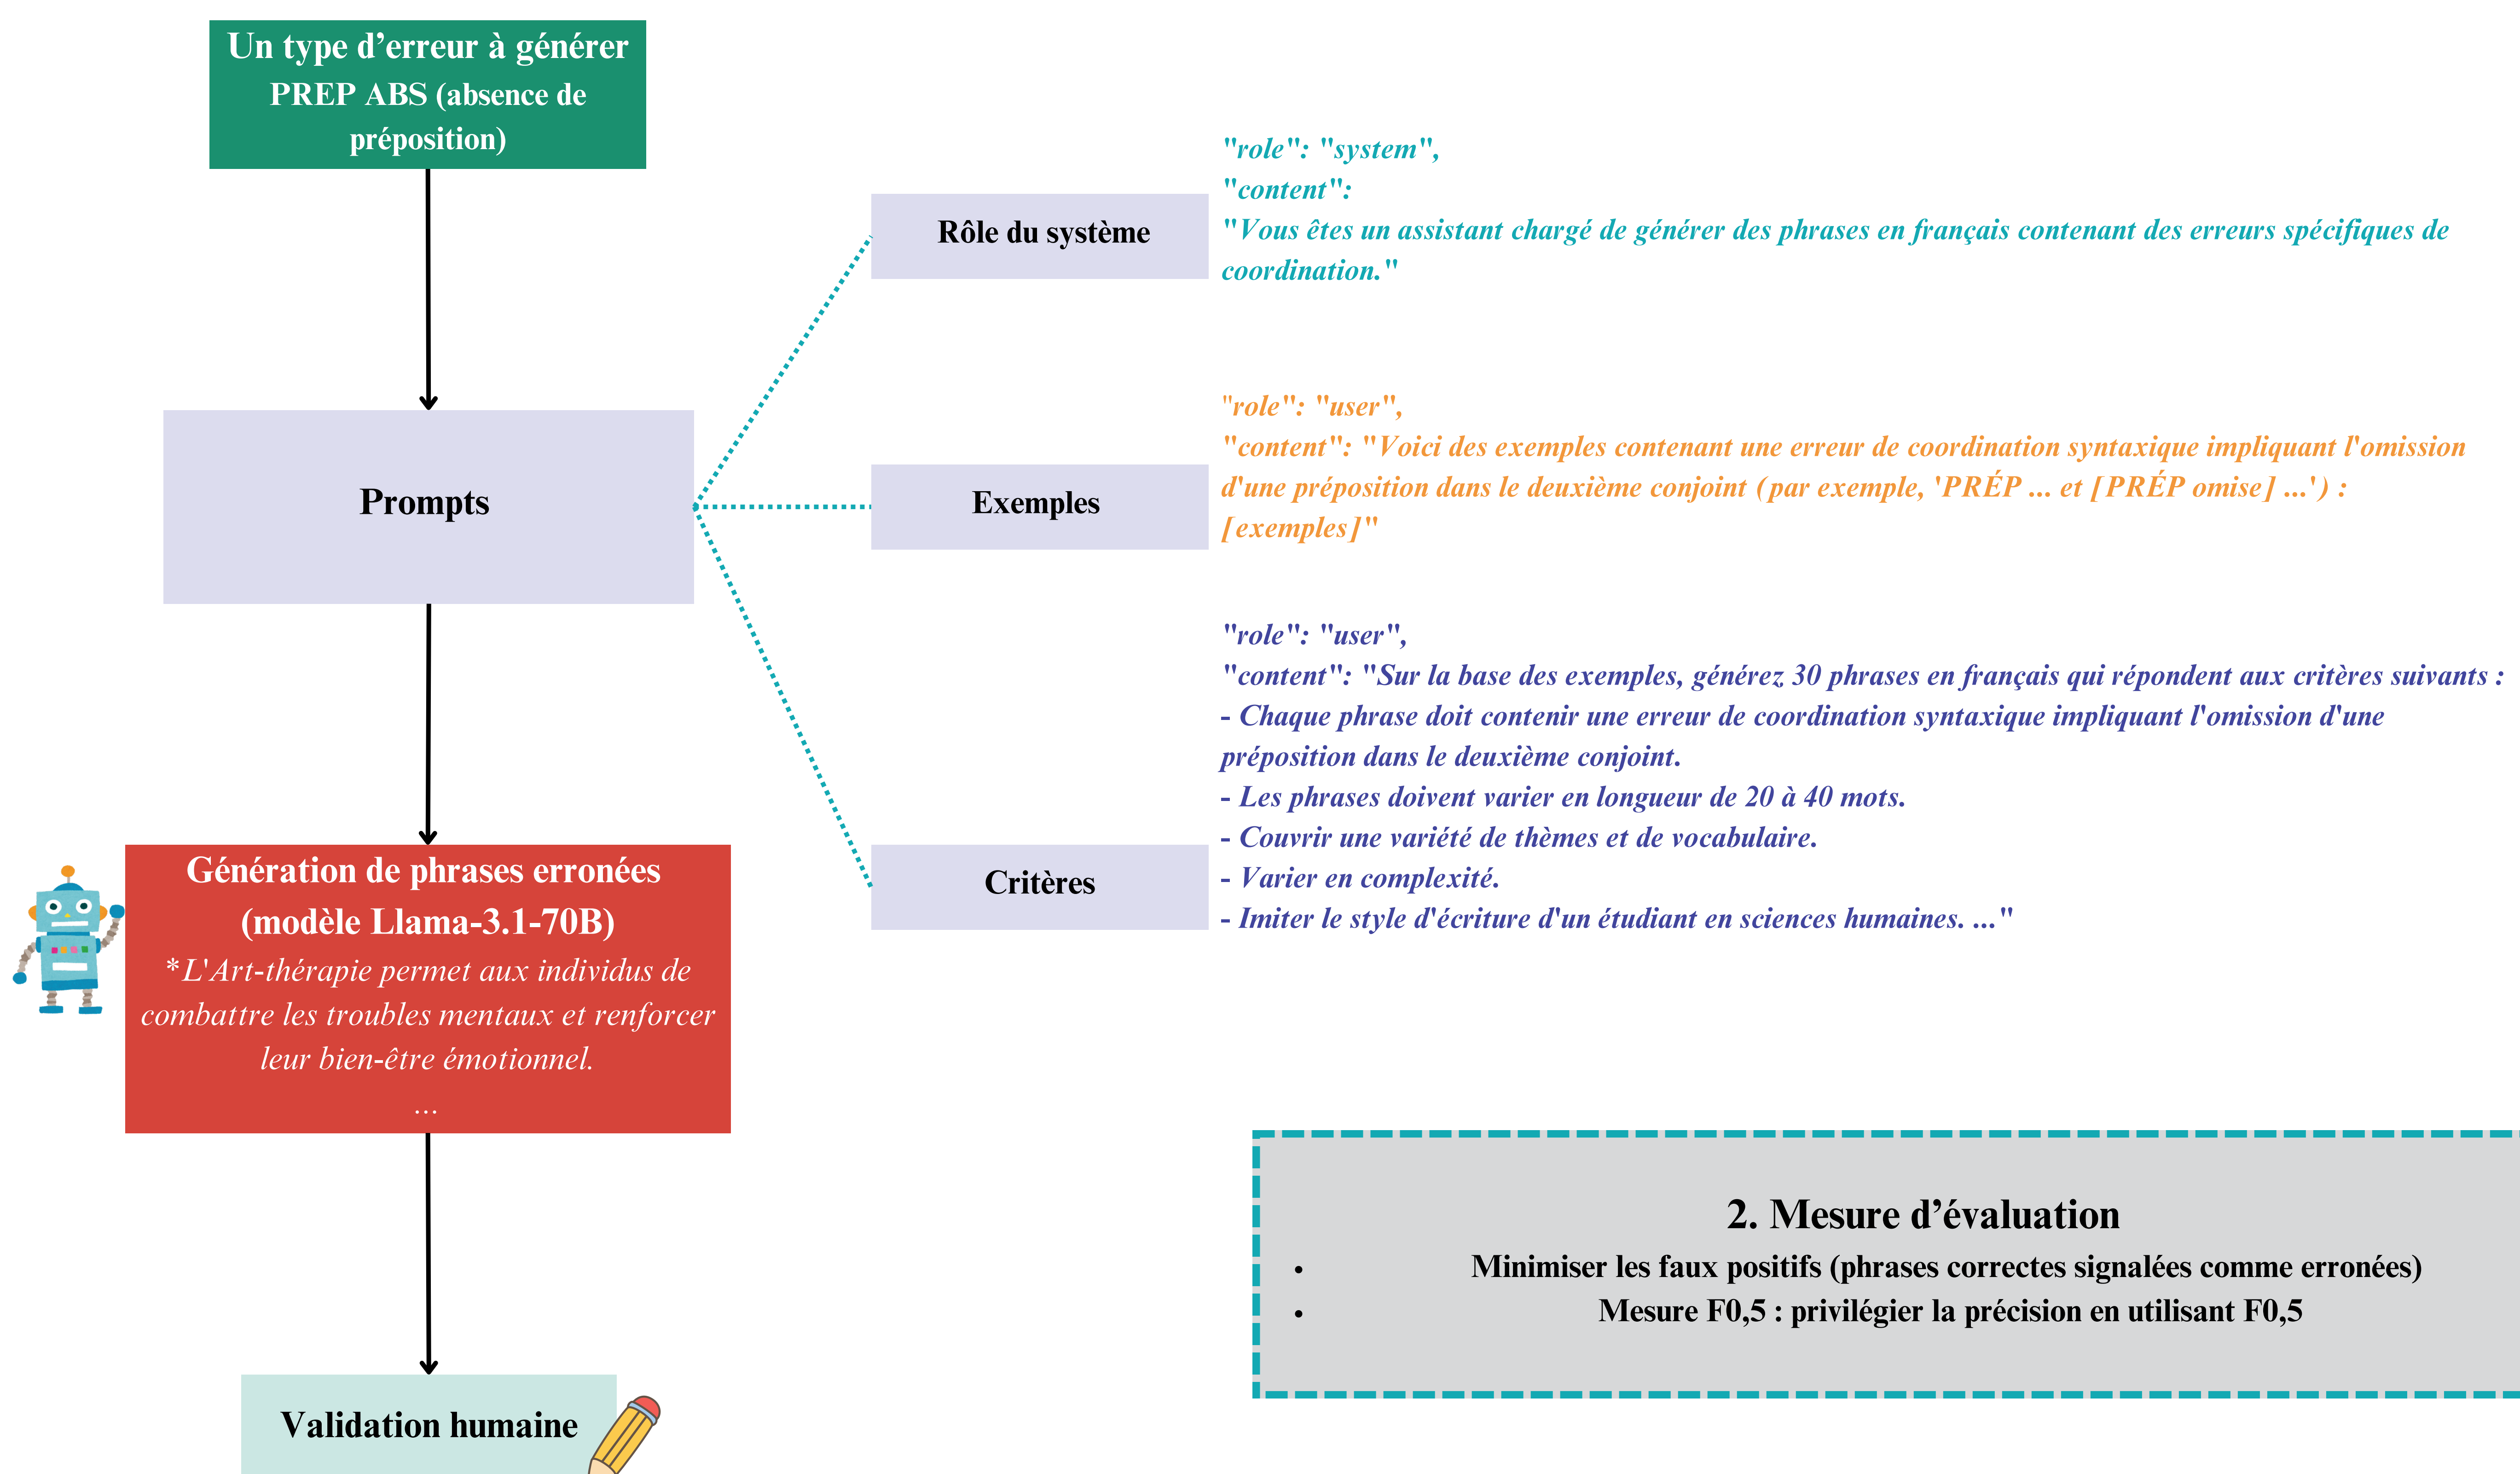 Un type d’erreur à générer
PREP ABS (absence de
préposition)
Prompts
Rôle du système
"role": "system",
"content":
"Vous êtes un assistant chargé de générer des phrases en français contenant des erreurs spécifiques de
coordination."
Exemples
"role": "user",
"content": "Voici des exemples contenant une erreur de coordination syntaxique impliquant l'omission
d'une préposition dans le deuxième conjoint (par exemple, 'PRÉP ... et [PRÉP omise] ...') :
[exemples]"
Critères
"role": "user",
"content": "Sur la base des exemples, générez 30 phrases en français qui répondent aux critères suivants :
- Chaque phrase doit contenir une erreur de coordination syntaxique impliquant l'omission d'une
préposition dans le deuxième conjoint.
- Les phrases doivent varier en longueur de 20 à 40 mots.
- Couvrir une variété de thèmes et de vocabulaire.
- Varier en complexité.
- Imiter le style d'écriture d'un étudiant en sciences humaines. ..."
Génération de phrases erronées
(modèle Llama-3.1-70B)
*L'Art-thérapie permet aux individus de
combattre les troubles mentaux et renforcer
leur bien-être émotionnel.
...
Validation humaine
2. Mesure d’évaluation
• Minimiser les faux positifs (phrases correctes signalées comme erronées)
• Mesure F0,5 : privilégier la précision en utilisant F0,5